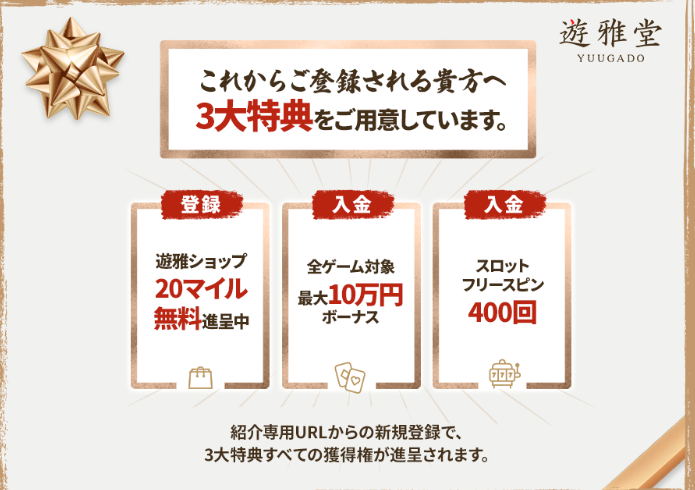 遊雅堂
YUUGADO
これからご登録される貴方へ
3大特典をご用意しています。
登録
遊雅ショップ
20マイル
無料進呈中
入金
全ゲーム対象
最大10万円
ボーナス
入金
スロット
フリースピン
400回
777
紹介専用URLからの新規登録で、
3大特典すべての獲得権が進呈されます。